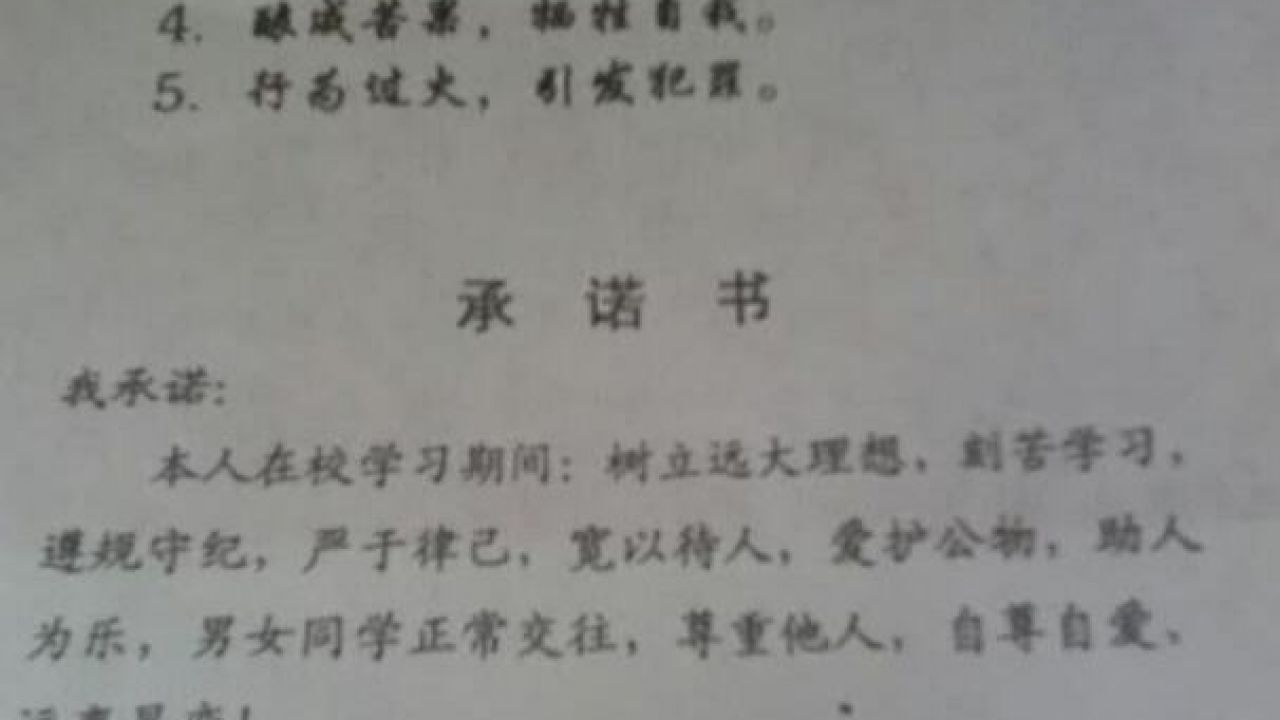 4. 酿成苦果，牺牲自我。
5. 行为过火，引发犯罪。
承 诺 书
我承诺：
本人在校学习期间：树立远大理想，刻苦学习，
遵规守纪，严于律己，宽以待人，爱护公物，助人
为乐，男女同学正常交往，尊重他人，自尊自爱、